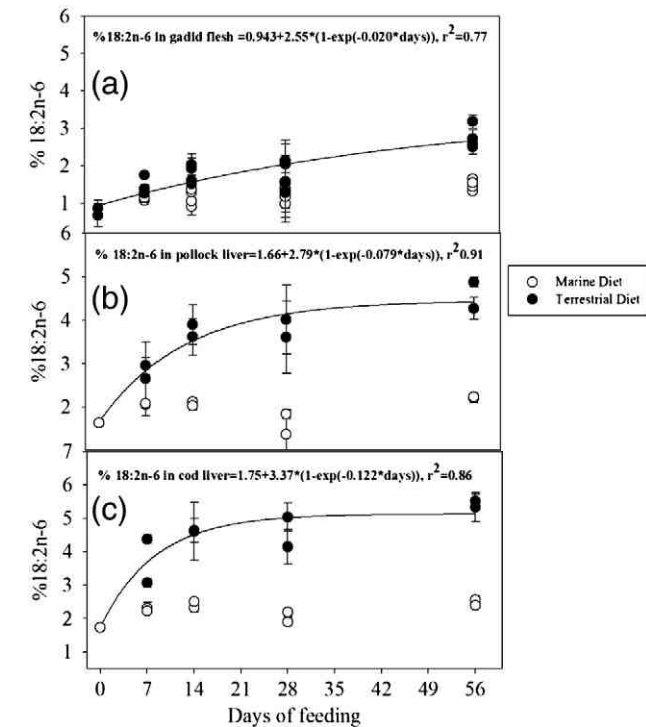 %18:2n-6 in gadid flesh =0.943+2.55*(1-exp(-0.020*days)), r²=0.77
(a)
% 18:2n-6
6
5
4
3
2
1
% 18:2n-6 in pollock liver=1.66+2.79*(1-exp(-0.079*days)), r²0.91
(b)
%18:2n-6
6
5
4
3
2
Marine Diet
Terrestrial Diet
% 18:2n-6 in cod liver=1.75+3.37*(1-exp(-0.122*days)), r²=0.86
(c)
%18:2n-6
7
6
5
4
3
2
1
0 7 14 21 28 35 42 49 56
Days of feeding